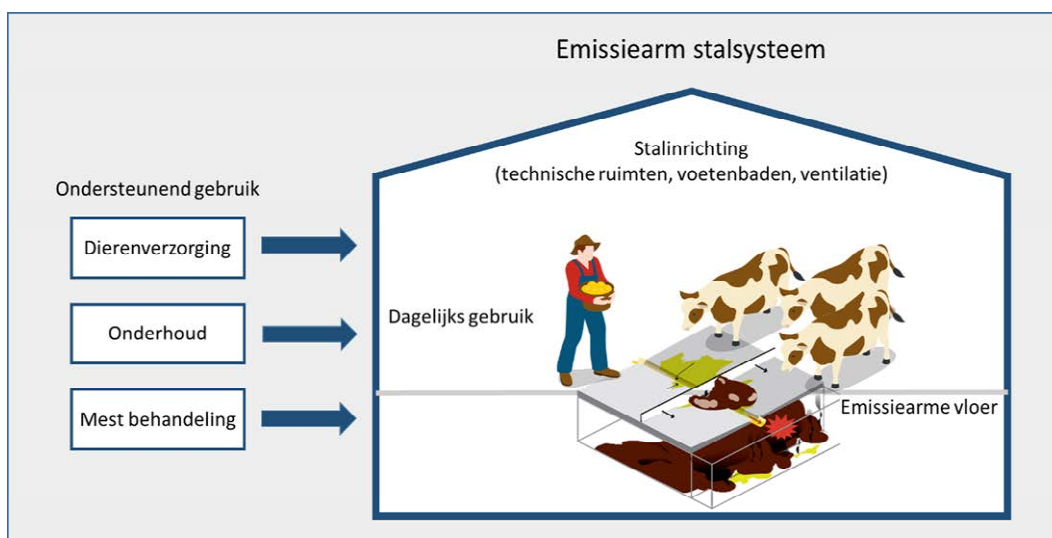 Emissiearm stalsysteem
Stalinrichting
(technische ruimten, voetenbaden, ventilatie)
Ondersteunend gebruik
Dierenverzorging
Onderhoud
Mest behandeling
Dagelijks gebruik
Emissiearme vloer